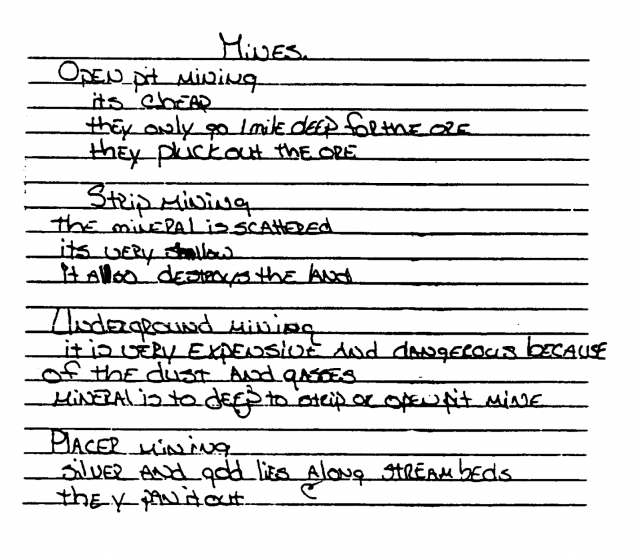 Mines.
Open pit mining
its cheap
they only go 1 mile deep for the ore
they pluck out the ore
Strip mining
the mineral is scattered
its very shallow
it also destroys the land
Underground mining
it is very expensive and dangerous because
of the dust and gasses
mineral is to deep to strip or open pit mine
Placer mining
silver and gold lies along stream beds
they pan it out